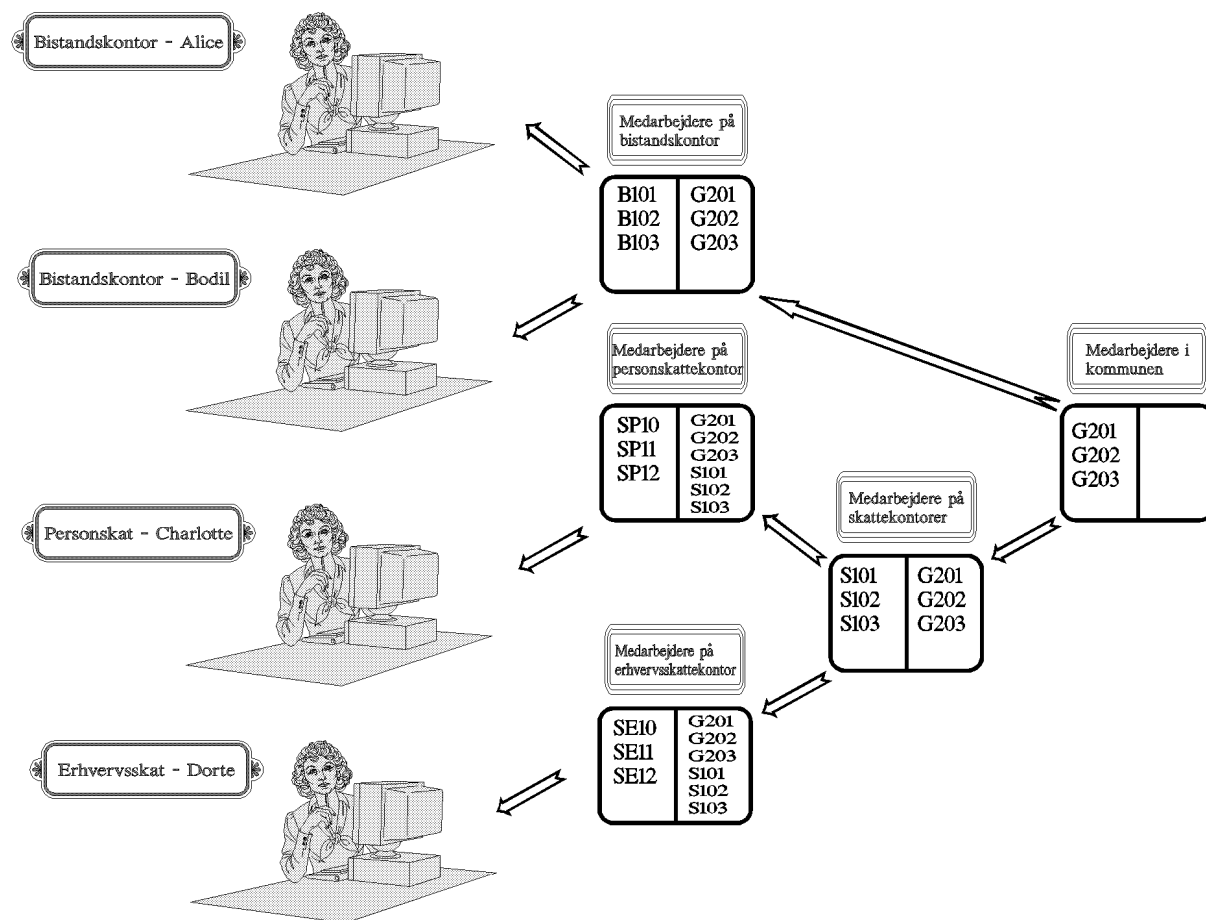 Bistandskontor - Alice
Medarbejdere på
bistandskontor
B101
B102
B103
G201
G202
G203
Bistandskontor - Bodil
Medarbejdere på
personskattekontor
SP10
SP11
SP12
G201
G202
G203
S101
S102
S103
Medarbejdere i
kommunen
G201
G202
G203
Personskat - Charlotte
Medarbejdere på
skattekontorer
S101
S102
S103
G201
G202
G203
Medarbejdere på
erhvervsskattekontor
SE10
SE11
SE12
G201
G202
G203
S101
S102
S103
Erhvervsskat - Dorte